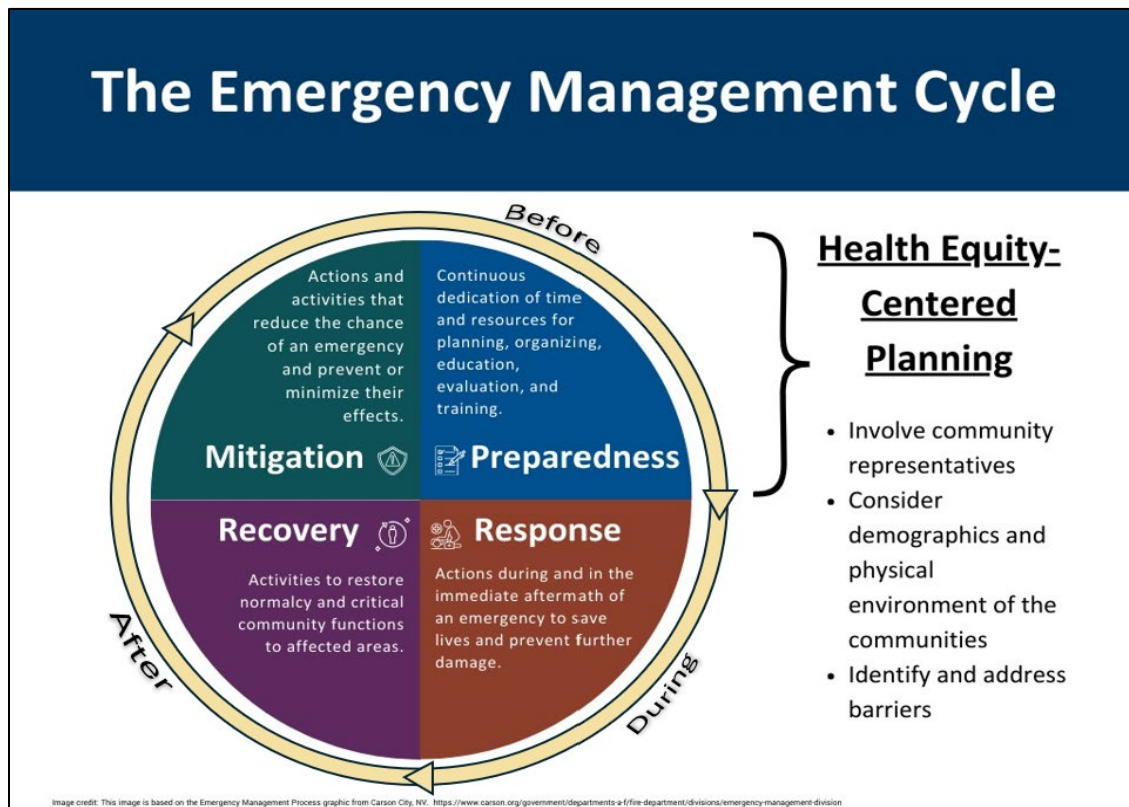 The Emergency Management Cycle
Before
Actions and
activities that
reduce the chance
of an emergency
and prevent or
minimize their
effects.
Mitigation
Continuous
dedication of time
and resources for
planning, organizing,
education,
evaluation, and
training.
Preparedness
Recovery
Activities to restore
normalcy and critical
community functions
to affected areas.
Response
Actions during and in the
immediate aftermath of
an emergency to save
lives and prevent further
damage.
After
During
Health Equity-
Centered
Planning
• Involve community
representatives
• Consider
demographics and
physical
environment of the
communities
• Identify and address
barriers
Image credit: This image is based on the Emergency Management Process graphic from Carson City, NV. https://www.carson.org/government/departments-a-f/fire-department/divisions/emergency-management-division